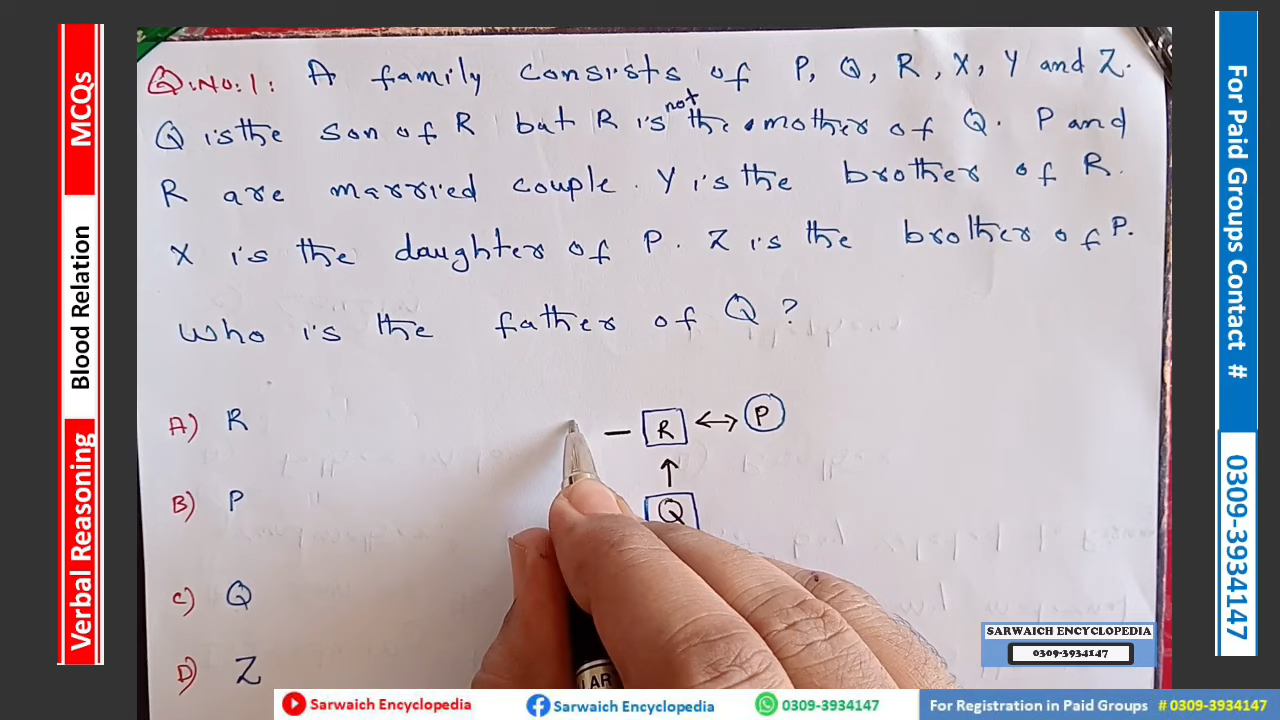 Q.No.1: A family consists of P, Q, R, X, Y and Z.
Q is the son of R but R is not the mother of Q. P and
R are married couple. Y is the brother of R.
X is the daughter of P. Z is the brother of P.
Who is the father of Q?
A) R
B) P
C) Q
D) Z
R ↔ P
↑
Q
LAR
MCQs
Blood Relation
Verbal Reasoning
For Paid Groups Contact #
0309-3934147
SARWAICH ENCYCLOPEDIA
0309-3934147
Sarwaich Encyclopedia
Sarwaich Encyclopedia
0309-3934147
For Registration in Paid Groups # 0309-3934147